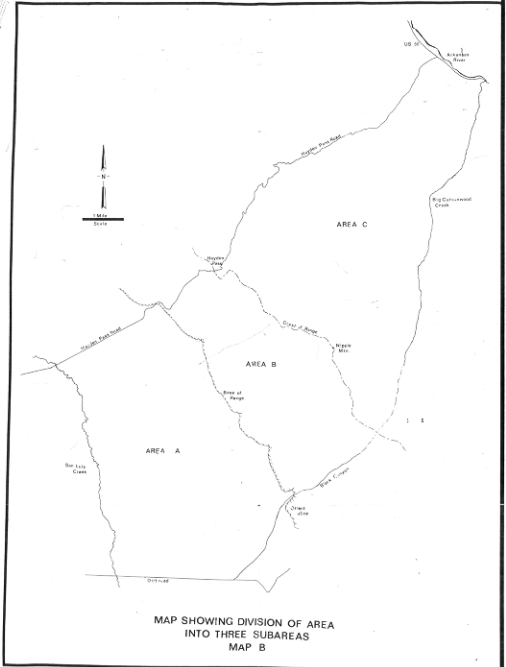 US 50
Arkansas
River
Hayden Pass Road
- N -
1 Mile
Scale
Big Cottonwood
Creek
AREA C
Hayden
Pass
Crest of Range
Hayden Pass Road
Nipple
Mtn.
AREA B
Base of
Range
AREA A
San Luis
Creek
Black Canyon
Orient
Mine
MAP SHOWING DIVISION OF AREA
INTO THREE SUBAREAS
MAP B